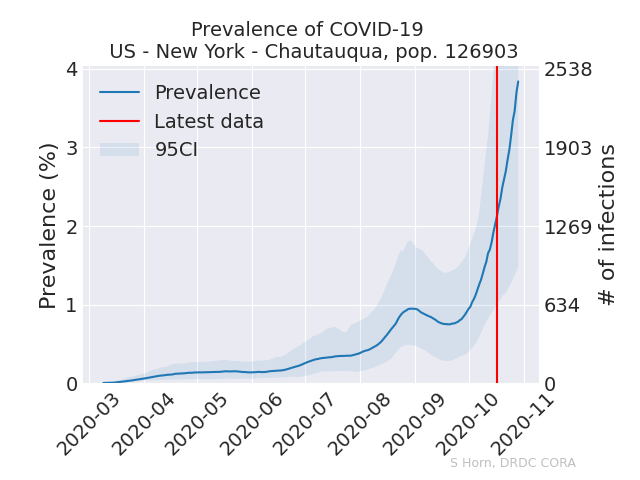 Prevalence of COVID-19
US - New York - Chautauqua, pop. 126903
Prevalence (%)
# of infections
4
3
2
1
0
2538
1903
1269
634
0
Prevalence
Latest data
95CI
2020-03
2020-04
2020-05
2020-06
2020-07
2020-08
2020-09
2020-10
2020-11
S Horn, DRDC CORA